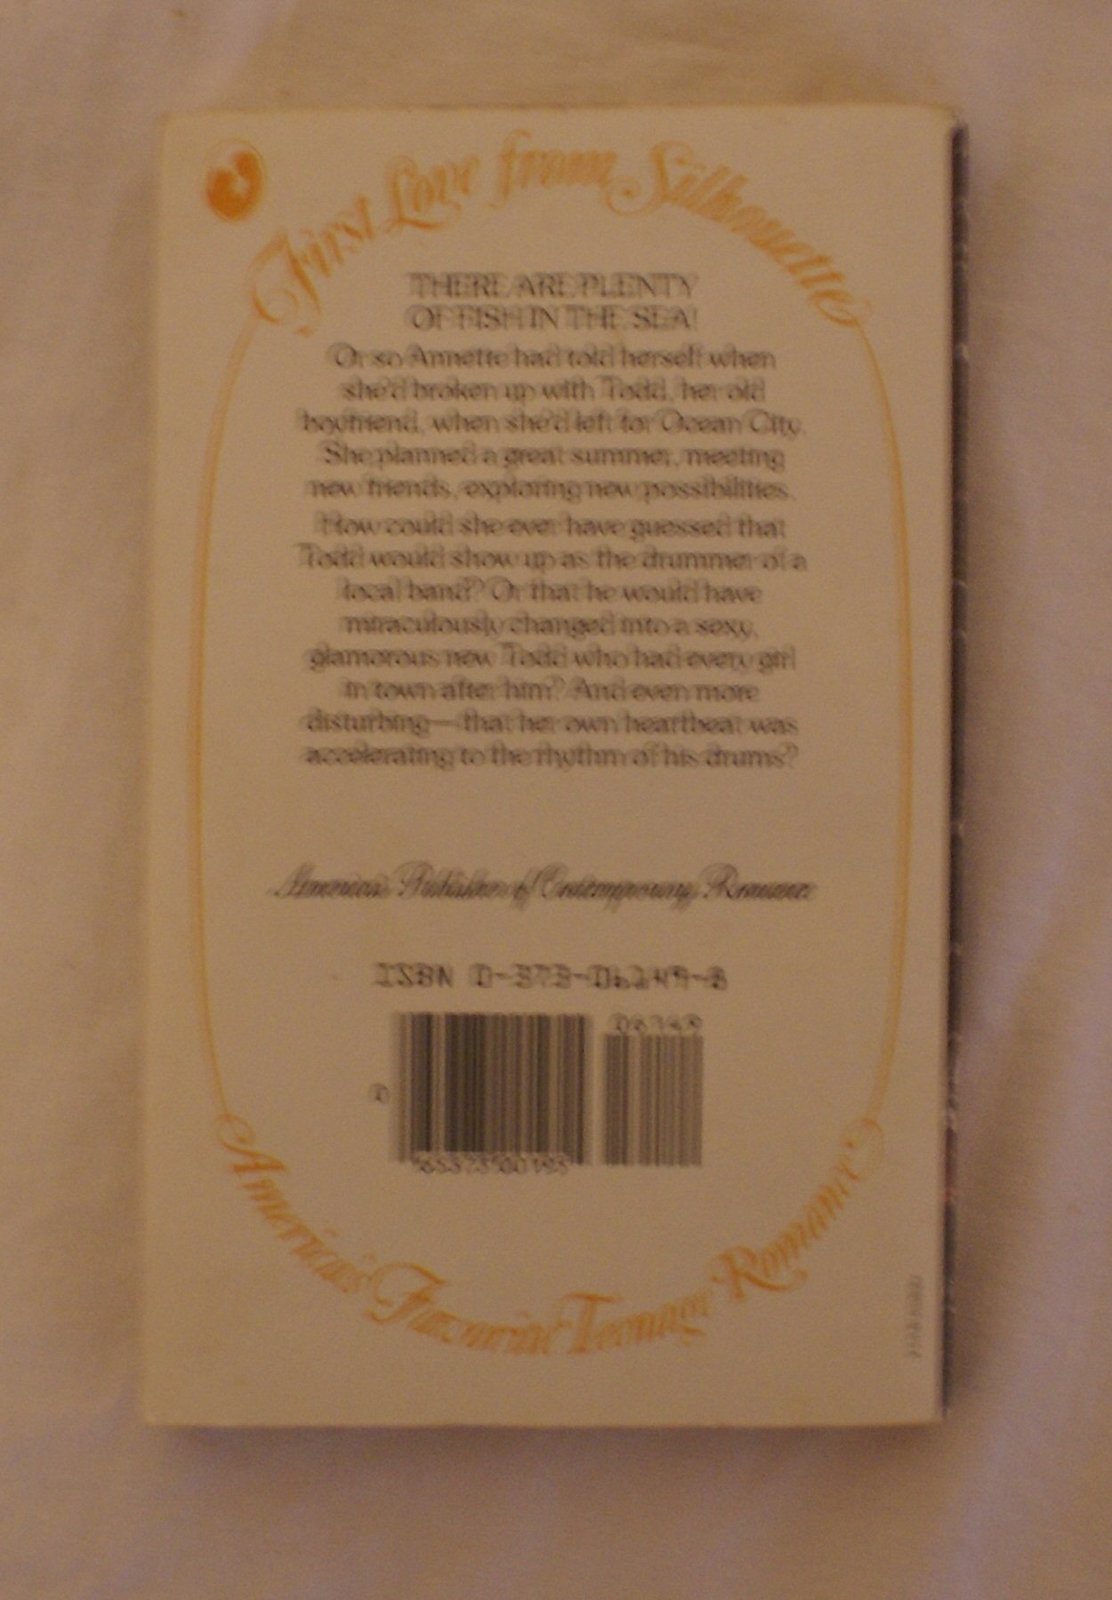 First Love from Silhouette
THERE ARE PLENTY
OF FISH IN THE SEA!
Or so Annette had told herself when
she'd broken up with Todd, her old
boyfriend, when she'd left for Ocean City.
She planned a great summer, meeting
new friends, exploring new possibilities.
How could she ever have guessed that
Todd would show up as the drummer of a
local band? Or that he would have
miraculously changed into a sexy,
glamorous new Todd who had every girl
in town after him? And even more
disturbing—that her own heartbeat was
accelerating to the rhythm of his drums?
America's Publisher of Contemporary Romance
ISBN 0-373-06249-8
06249
0
America's Favourite Teenage Romance